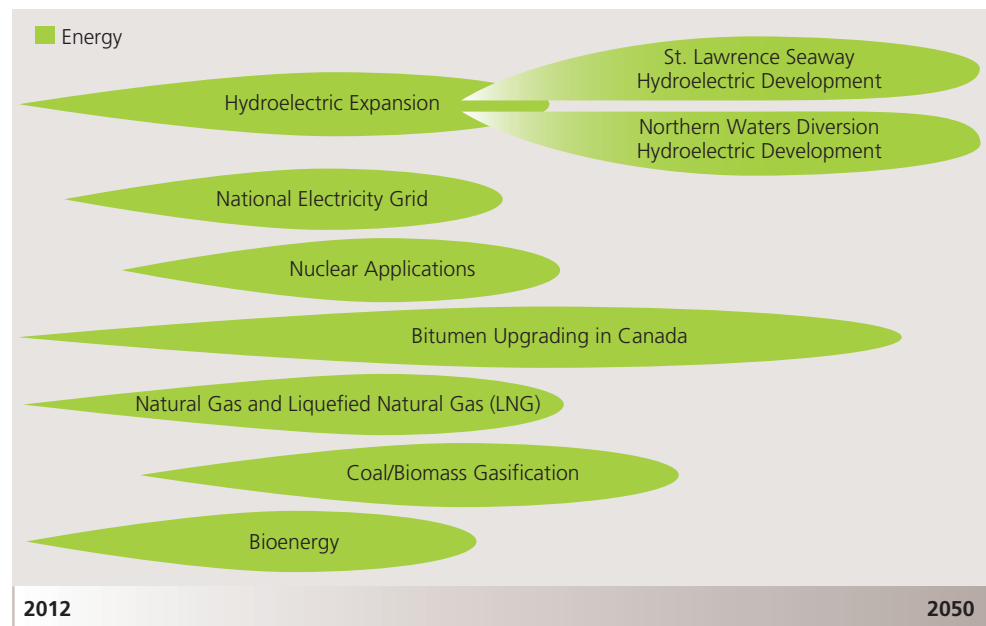 Energy
St. Lawrence Seaway
Hydroelectric Development
Hydroelectric Expansion
Northern Waters Diversion
Hydroelectric Development
National Electricity Grid
Nuclear Applications
Bitumen Upgrading in Canada
Natural Gas and Liquefied Natural Gas (LNG)
Coal/Biomass Gasification
Bioenergy
2012 2050